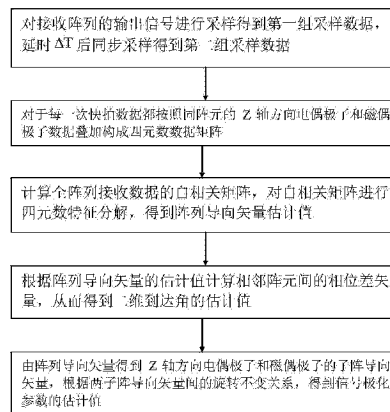 对接收阵列的输出信号进行采样得到第一组采样数据,
延时 ΔT 后同步采样得到第二组采样数据
对于每一次快拍数据都按照同阵元的 Z 轴方向电偶极子和磁偶
极子数据叠加构成四元数数据矩阵
计算全阵列接收数据的自相关矩阵，对自相关矩阵进行
四元数特征分解，得到阵列导向矢量估计值
根据阵列导向矢量的估计值计算相邻阵元间的相位差矢
量，从而得到二维到达角的估计值
由阵列导向矢量得到 Z 轴方向电偶极子和磁偶极子的子阵导向
矢量，根据两子阵导向矢量间的旋转不变关系，得到信号极化
参数的估计值